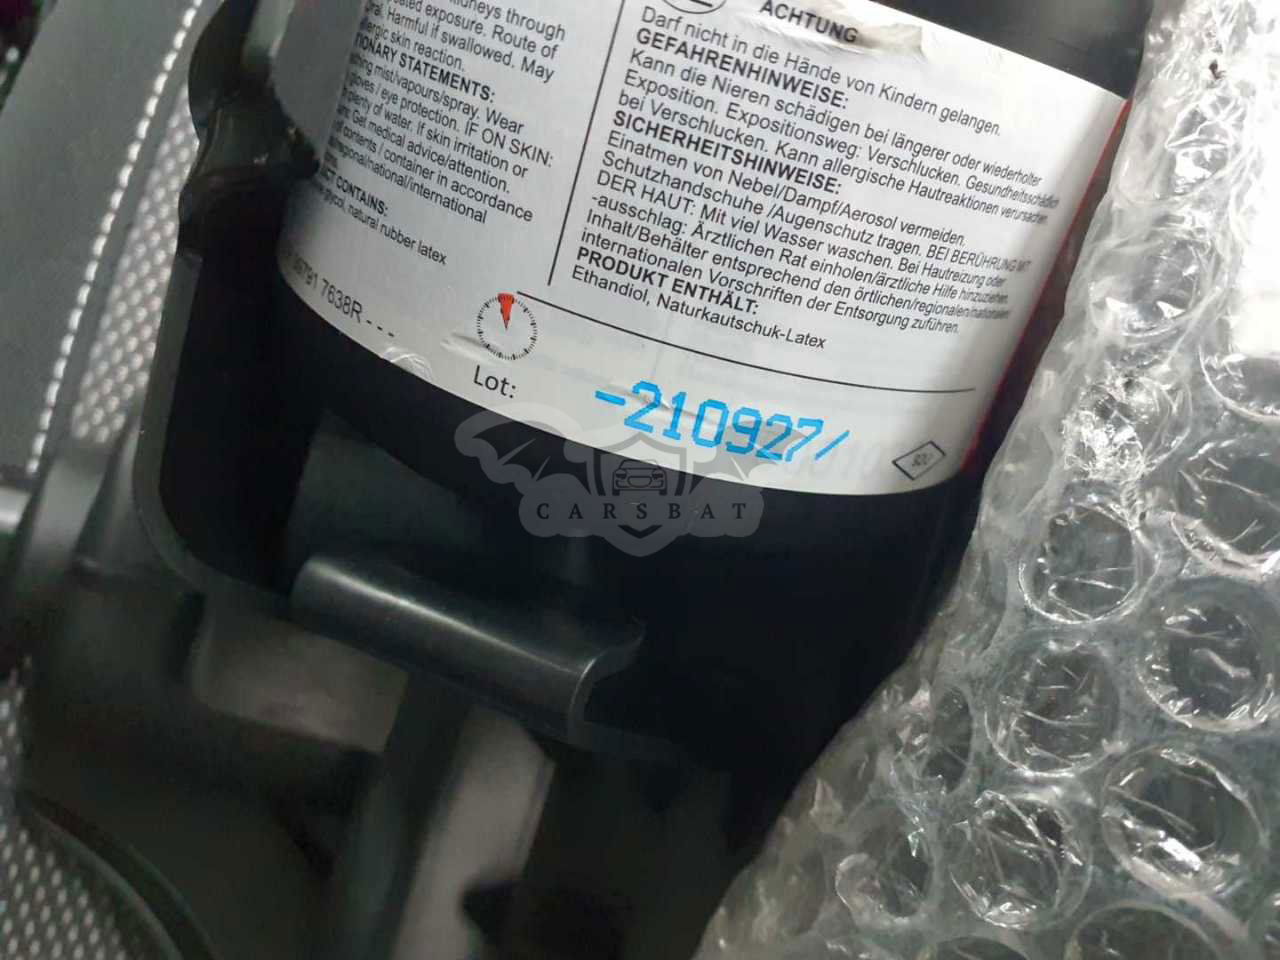 kidneys through
exposure. Route of
Harmful if swallowed. May
skin reaction.
STATEMENTS:
mist/vapours/spray. Wear
gloves / eye protection. IF ON SKIN:
plenty of water. If skin irritation or
Get medical advice/attention.
contents / container in accordance
regional/national/international
CONTAINS:
glycol, natural rubber latex
7638R---
ACHTUNG
Darf nicht in die Hände von Kindern gelangen.
GEFAHRENHINWEISE:
Kann die Nieren schädigen bei längerer oder wiederholter
Exposition. Expositionsweg: Verschlucken. Gesundheitsschädlich
bei Verschlucken. Kann allergische Hautreaktionen verursachen.
SICHERHEITSHINWEISE:
Einatmen von Nebel/Dampf/Aerosol vermeiden.
Schutzhandschuhe /Augenschutz tragen. BEI BERÜHRUNG MIT
DER HAUT: Mit viel Wasser waschen. Bei Hautreizung oder
-ausschlag: Ärztlichen Rat einholen/ärztliche Hilfe hinzuziehen.
Inhalt/Behälter entsprechend den örtlichen/regionalen/nationalen/
internationalen Vorschriften der Entsorgung zuführen.
PRODUKT ENTHÄLT:
Ethandiol, Naturkautschuk-Latex
Lot: -210927/
CARSBAT